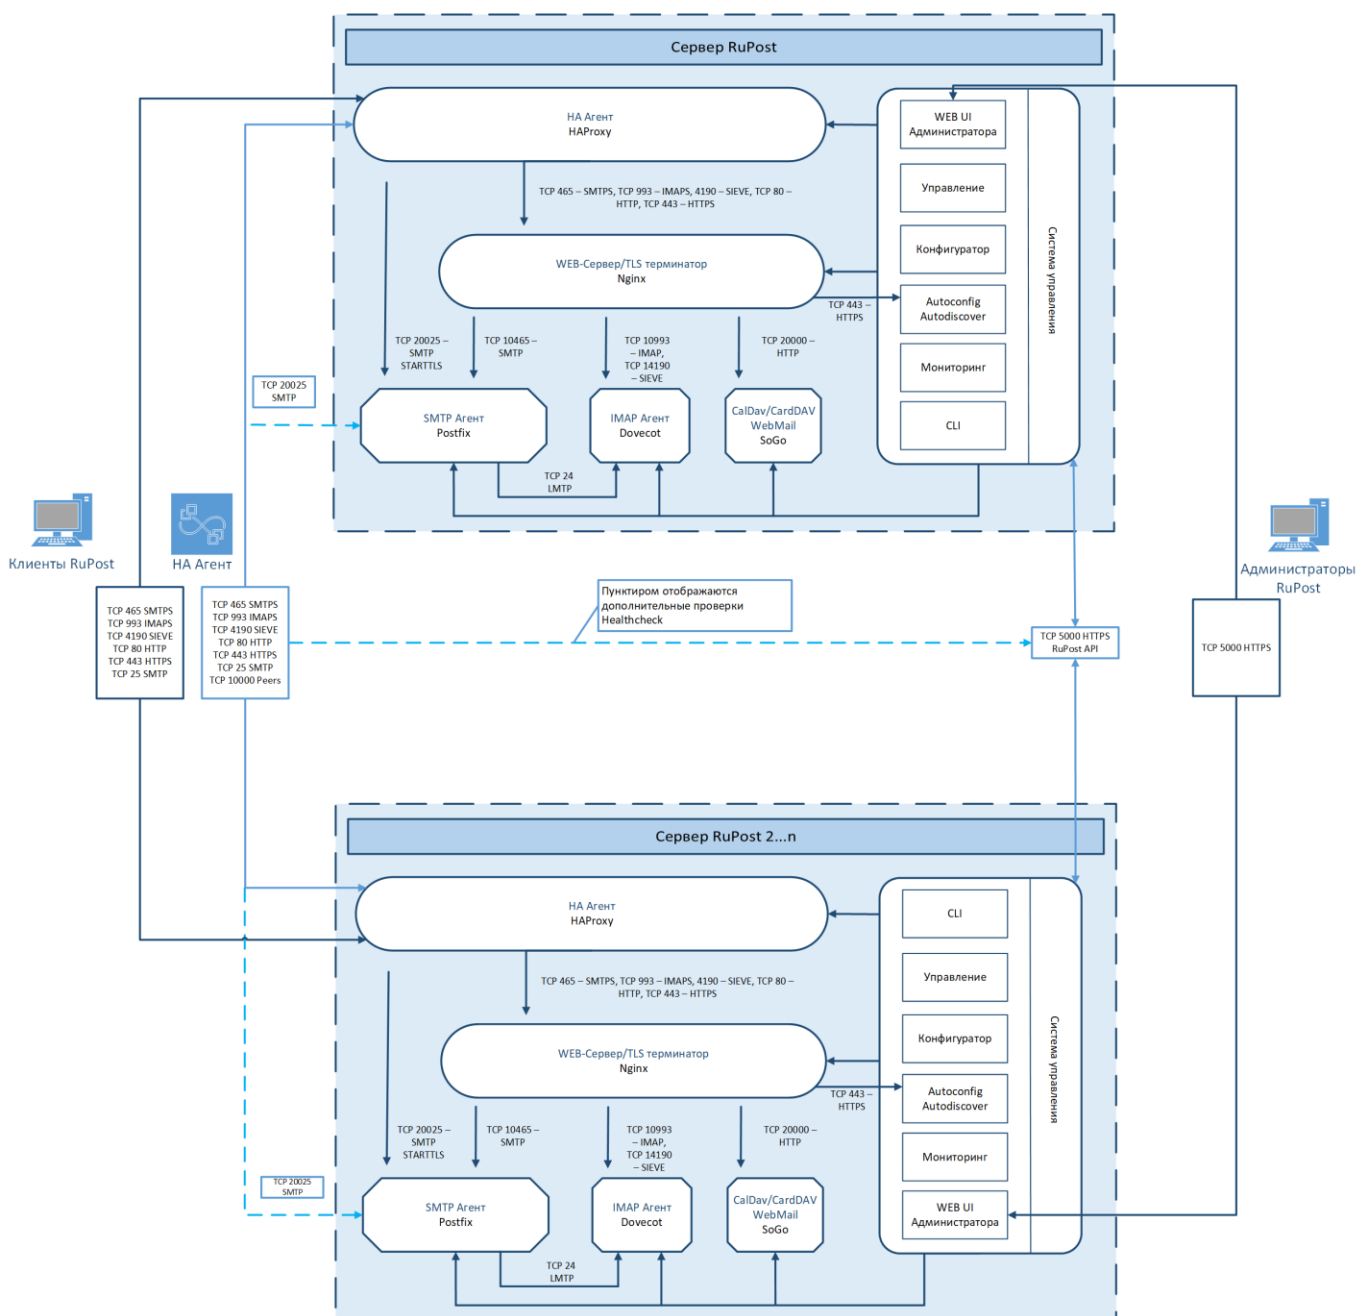 Сервер RuPost
НА Агент
HAProxy
WEB UI
Администратора
Управление
Конфигуратор
Autoconfig
Autodiscover
Мониторинг
CLI
Система управления
TCP 465 – SMTPS, TCP 993 – IMAPS, 4190 – SIEVE, TCP 80 –
HTTP, TCP 443 – HTTPS
WEB-Сервер/TLS терминатор
Nginx
TCP 443 –
HTTPS
TCP 20025 –
SMTP
STARTTLS
TCP 10465 –
SMTP
TCP 10993
– IMAP,
TCP 14190
– SIEVE
TCP 20000 –
HTTP
TCP 20025
SMTP
SMTP Агент
Postfix
IMAP Агент
Dovecot
CalDav/CardDAV
WebMail
SoGo
TCP 24
LMTP
Клиенты RuPost
НА Агент
Администраторы
RuPost
TCP 465 SMTPS
TCP 993 IMAPS
TCP 4190 SIEVE
TCP 80 HTTP
TCP 443 HTTPS
TCP 25 SMTP
TCP 465 SMTPS
TCP 993 IMAPS
TCP 4190 SIEVE
TCP 80 HTTP
TCP 443 HTTPS
TCP 25 SMTP
TCP 10000 Peers
Пунктиром отображаются
дополнительные проверки
Healthcheck
TCP 5000 HTTPS
RuPost API
TCP 5000 HTTPS
Сервер RuPost 2...n
НА Агент
HAProxy
CLI
Управление
Конфигуратор
Autoconfig
Autodiscover
Мониторинг
WEB UI
Администратора
Система управления
TCP 465 – SMTPS, TCP 993 – IMAPS, 4190 – SIEVE, TCP 80 –
HTTP, TCP 443 – HTTPS
WEB-Сервер/TLS терминатор
Nginx
TCP 443 –
HTTPS
TCP 20025 –
SMTP
STARTTLS
TCP 10465 –
SMTP
TCP 10993
– IMAP,
TCP 14190
– SIEVE
TCP 20000 –
HTTP
TCP 20025
SMTP
SMTP Агент
Postfix
IMAP Агент
Dovecot
CalDav/CardDAV
WebMail
SoGo
TCP 24
LMTP